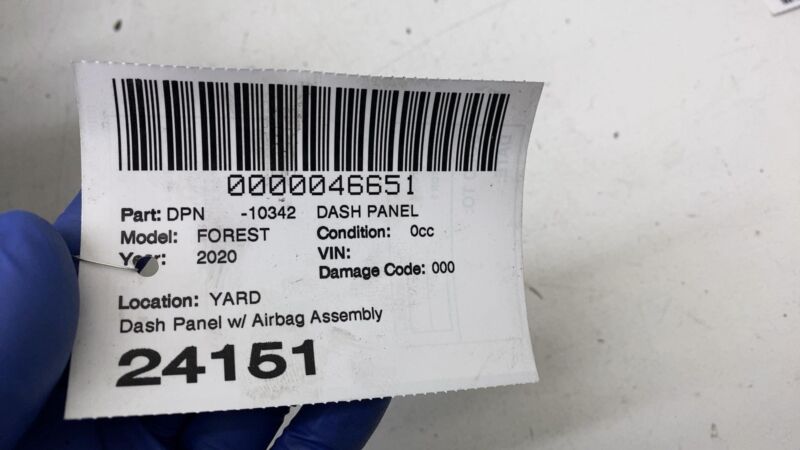 0000046651
Part: DPN -10342 DASH PANEL
Model: FOREST Condition: 0cc
Year: 2020 VIN:
Damage Code: 000
Location: YARD
Dash Panel w/ Airbag Assembly
24151